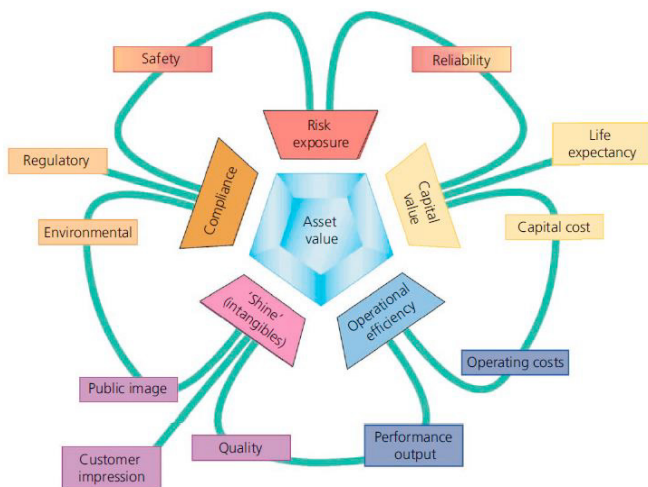 Safety
Reliability
Risk
exposure
Regulatory
Life
expectancy
Compliance
Capital
value
Environmental
Asset
value
Capital cost
'Shine'
(intangibles)
Operational
efficiency
Operating costs
Public image
Quality
Performance
output
Customer
impression